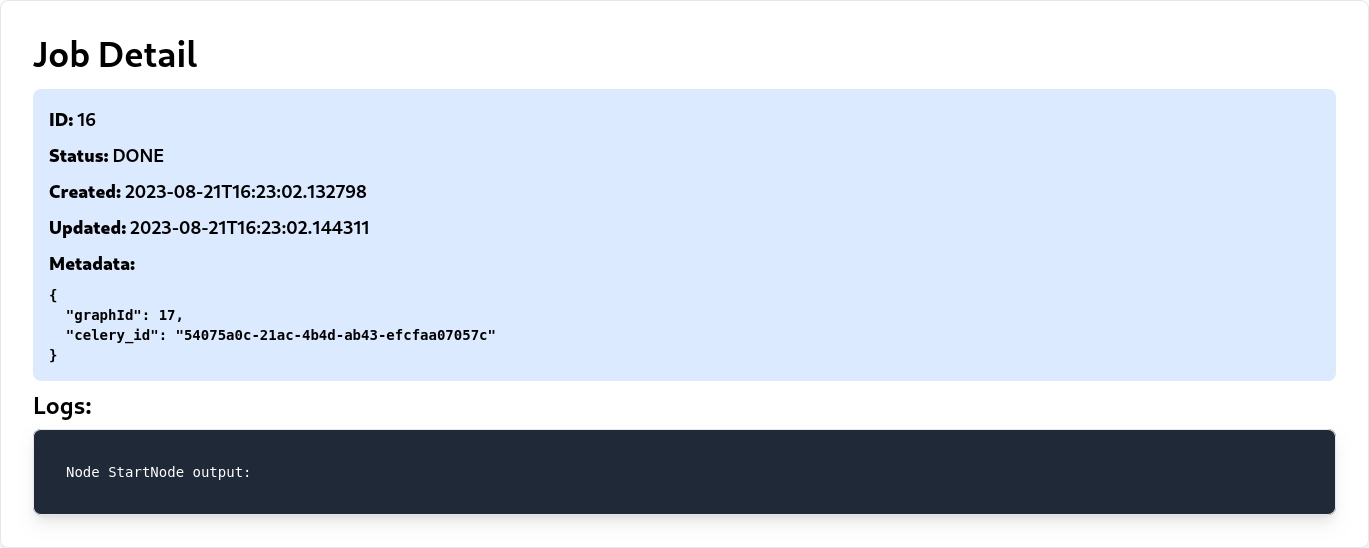 Job Detail
ID: 16
Status: DONE
Created: 2023-08-21T16:23:02.132798
Updated: 2023-08-21T16:23:02.144311
Metadata:
{
  "graphId": 17,
  "celery_id": "54075a0c-21ac-4b4d-ab43-efcfaa07057c"
}
Logs:
Node StartNode output: